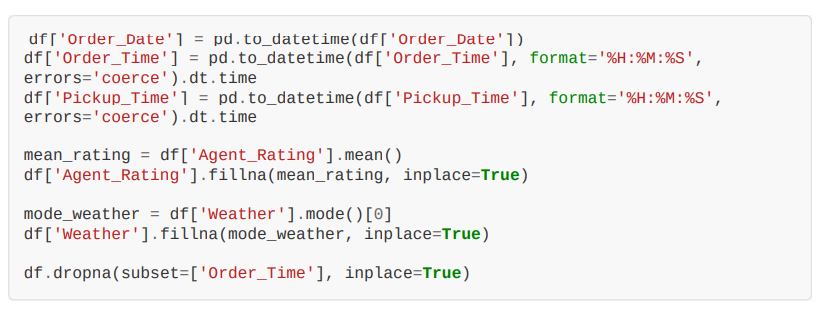 df['Order_Date'] = pd.to_datetime(df['Order_Date'])
df['Order_Time'] = pd.to_datetime(df['Order_Time'], format='%H:%M:%S',
errors='coerce').dt.time
df['Pickup_Time'] = pd.to_datetime(df['Pickup_Time'], format='%H:%M:%S',
errors='coerce').dt.time
mean_rating = df['Agent_Rating'].mean()
df['Agent_Rating'].fillna(mean_rating, inplace=True)
mode_weather = df['Weather'].mode()[0]
df['Weather'].fillna(mode_weather, inplace=True)
df.dropna(subset=['Order_Time'], inplace=True)